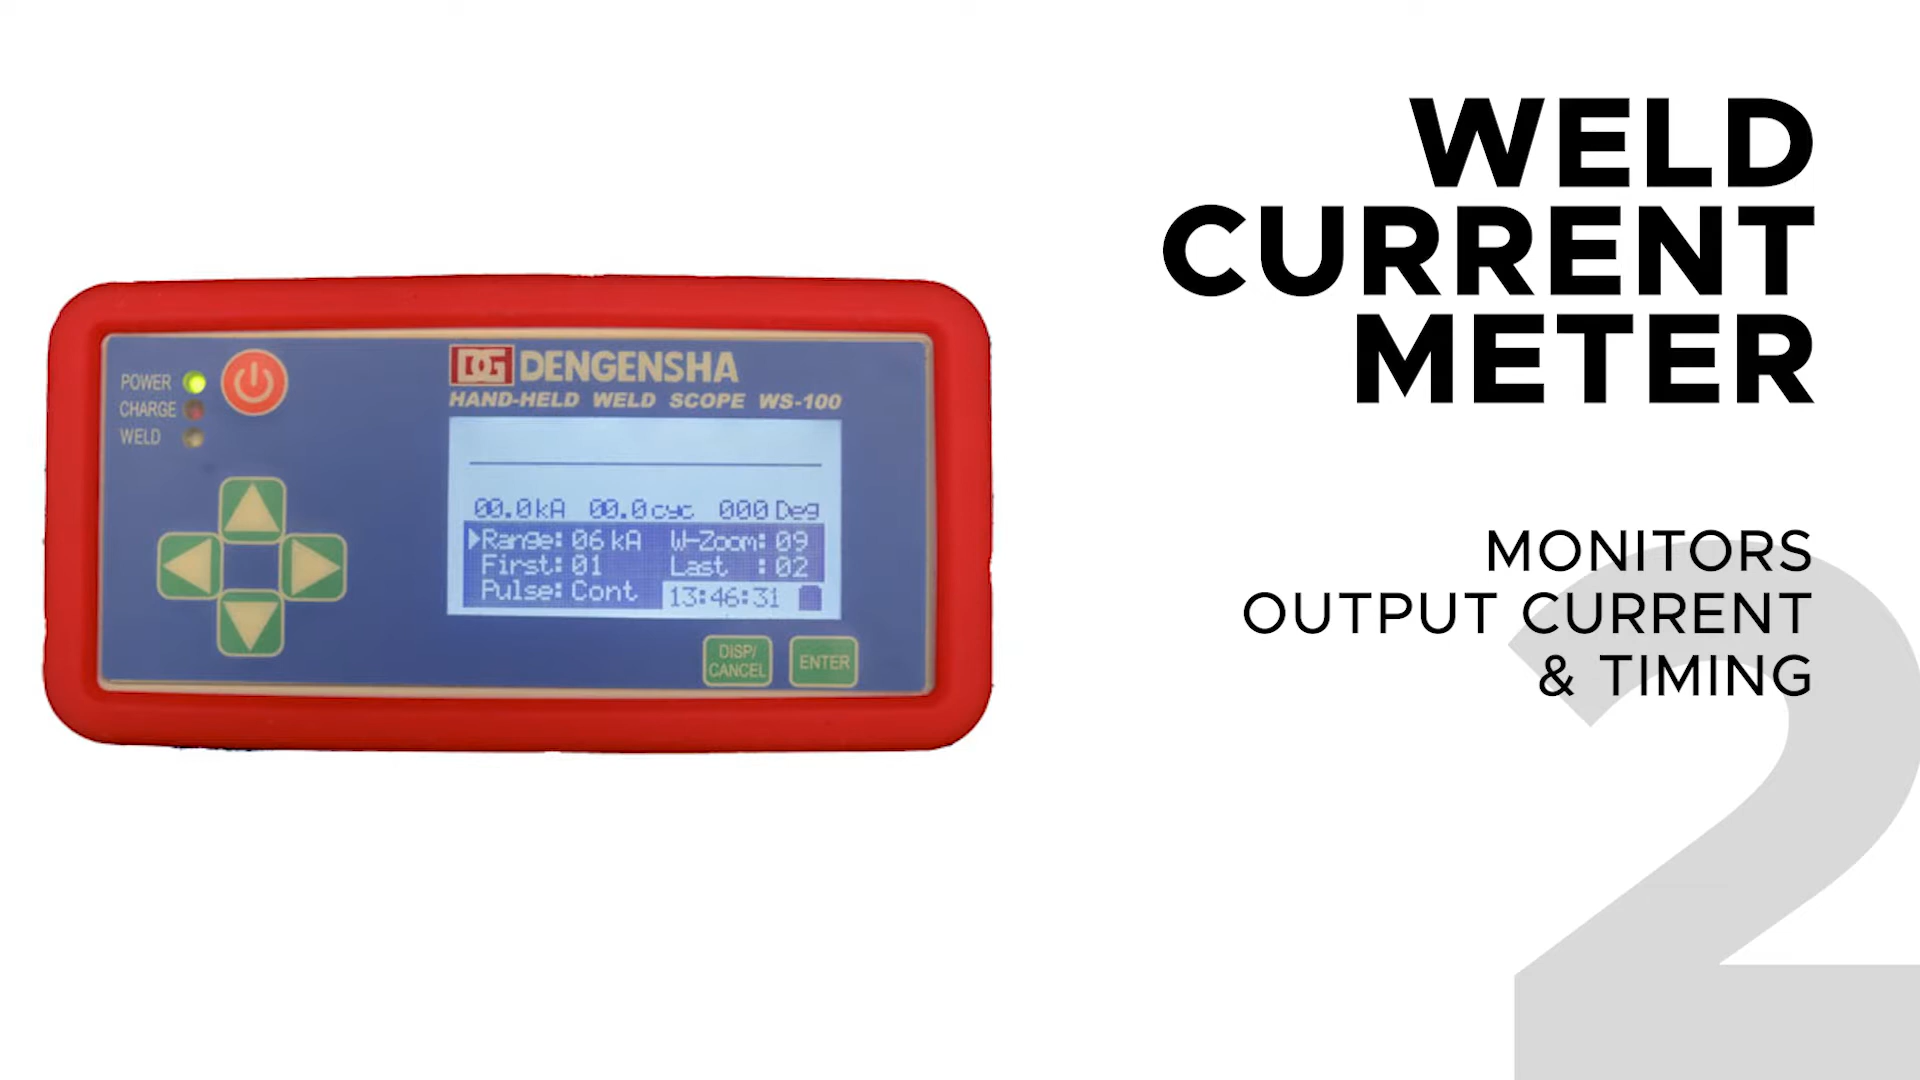 POWER
CHARGE
WELD
DG DENGENSHA
HAND-HELD WELD SCOPE WS-100
00.0kA 00.0cyc 000Deg
Range: 06 kA W-Zoom: 09
First: 01 Last : 02
Pulse: Cont 13:46:31
DISP/
CANCEL
ENTER
WELD
CURRENT
METER
MONITORS
OUTPUT CURRENT
& TIMING
2